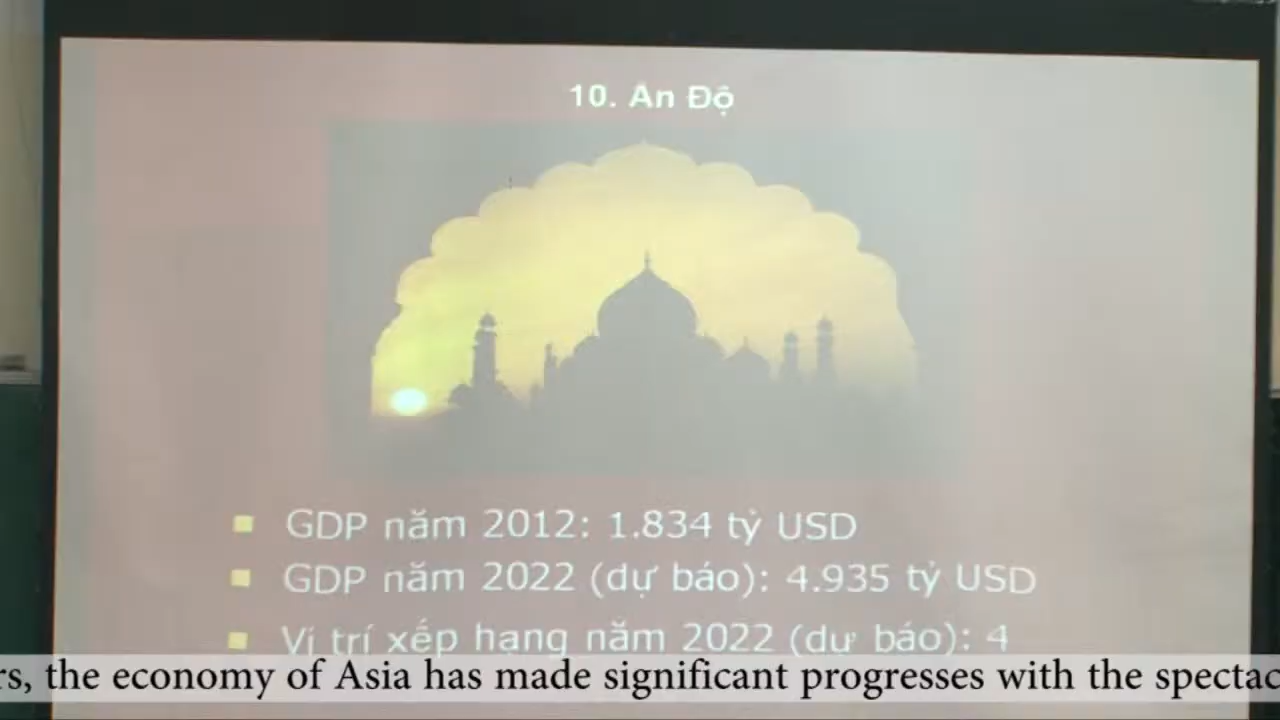 10. Ấn Độ
GDP năm 2012: 1.834 tỷ USD
GDP năm 2022 (dự báo): 4.935 tỷ USD
Vị trí xếp hạng năm 2022 (dự báo): 4
rs, the economy of Asia has made significant progresses with the spectac